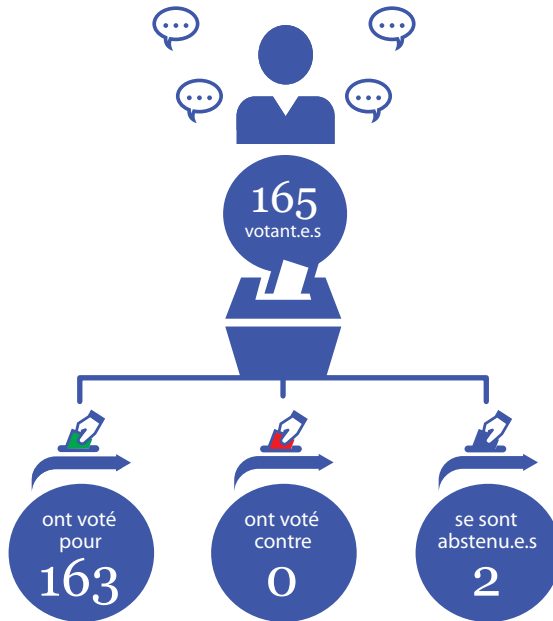 165
votant.e.s
ont voté
pour
163
ont voté
contre
0
se sont
abstenu.e.s
2